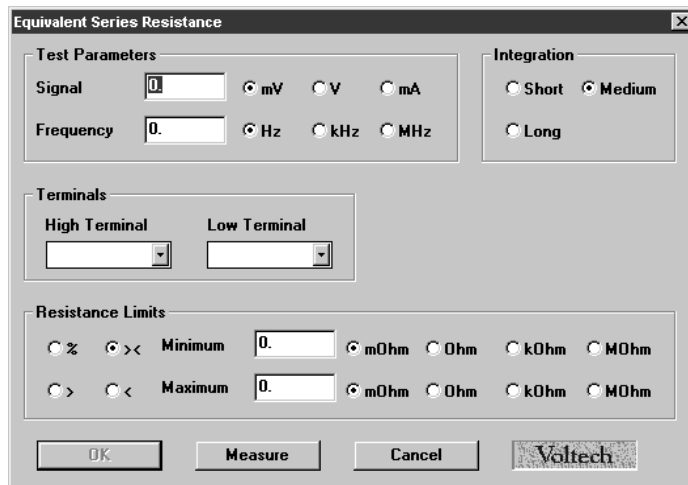 Equivalent Series Resistance
Test Parameters
Signal 0. mV V mA
Frequency 0. Hz kHz MHz
Integration
Short Medium
Long
Terminals
High Terminal Low Terminal
Resistance Limits
% >< Minimum 0. mOhm Ohm kOhm MOhm
> < Maximum 0. mOhm Ohm kOhm MOhm
OK Measure Cancel Voltech